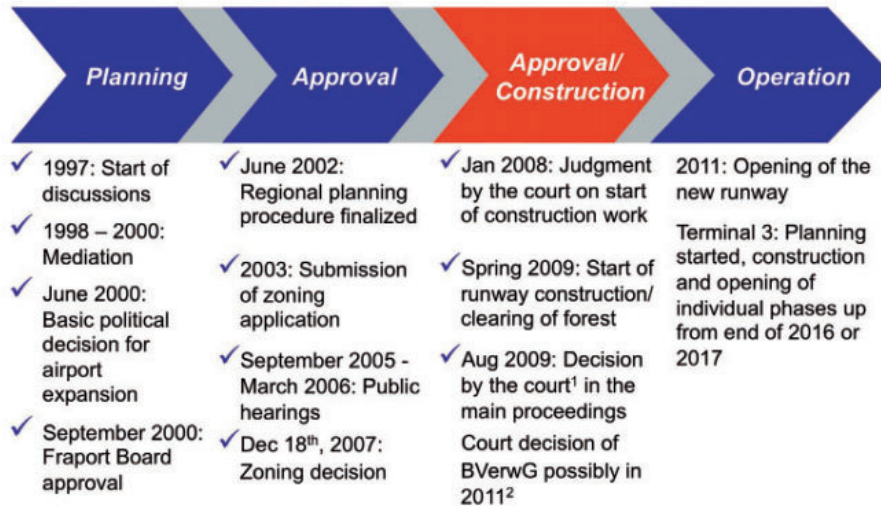 Planning
Approval
Approval/
Construction
Operation
✓ 1997: Start of
discussions
✓ 1998 – 2000:
Mediation
✓ June 2000:
Basic political
decision for
airport
expansion
✓ September 2000:
Fraport Board
approval
✓ June 2002:
Regional planning
procedure finalized
✓ 2003: Submission
of zoning
application
✓ September 2005 -
March 2006: Public
hearings
✓ Dec 18th, 2007:
Zoning decision
✓ Jan 2008: Judgment
by the court on start
of construction work
✓ Spring 2009: Start of
runway construction/
clearing of forest
✓ Aug 2009: Decision
by the court¹ in the
main proceedings
Court decision of
BVerwG possibly in
2011²
2011: Opening of the
new runway
Terminal 3: Planning
started, construction
and opening of
individual phases up
from end of 2016 or
2017